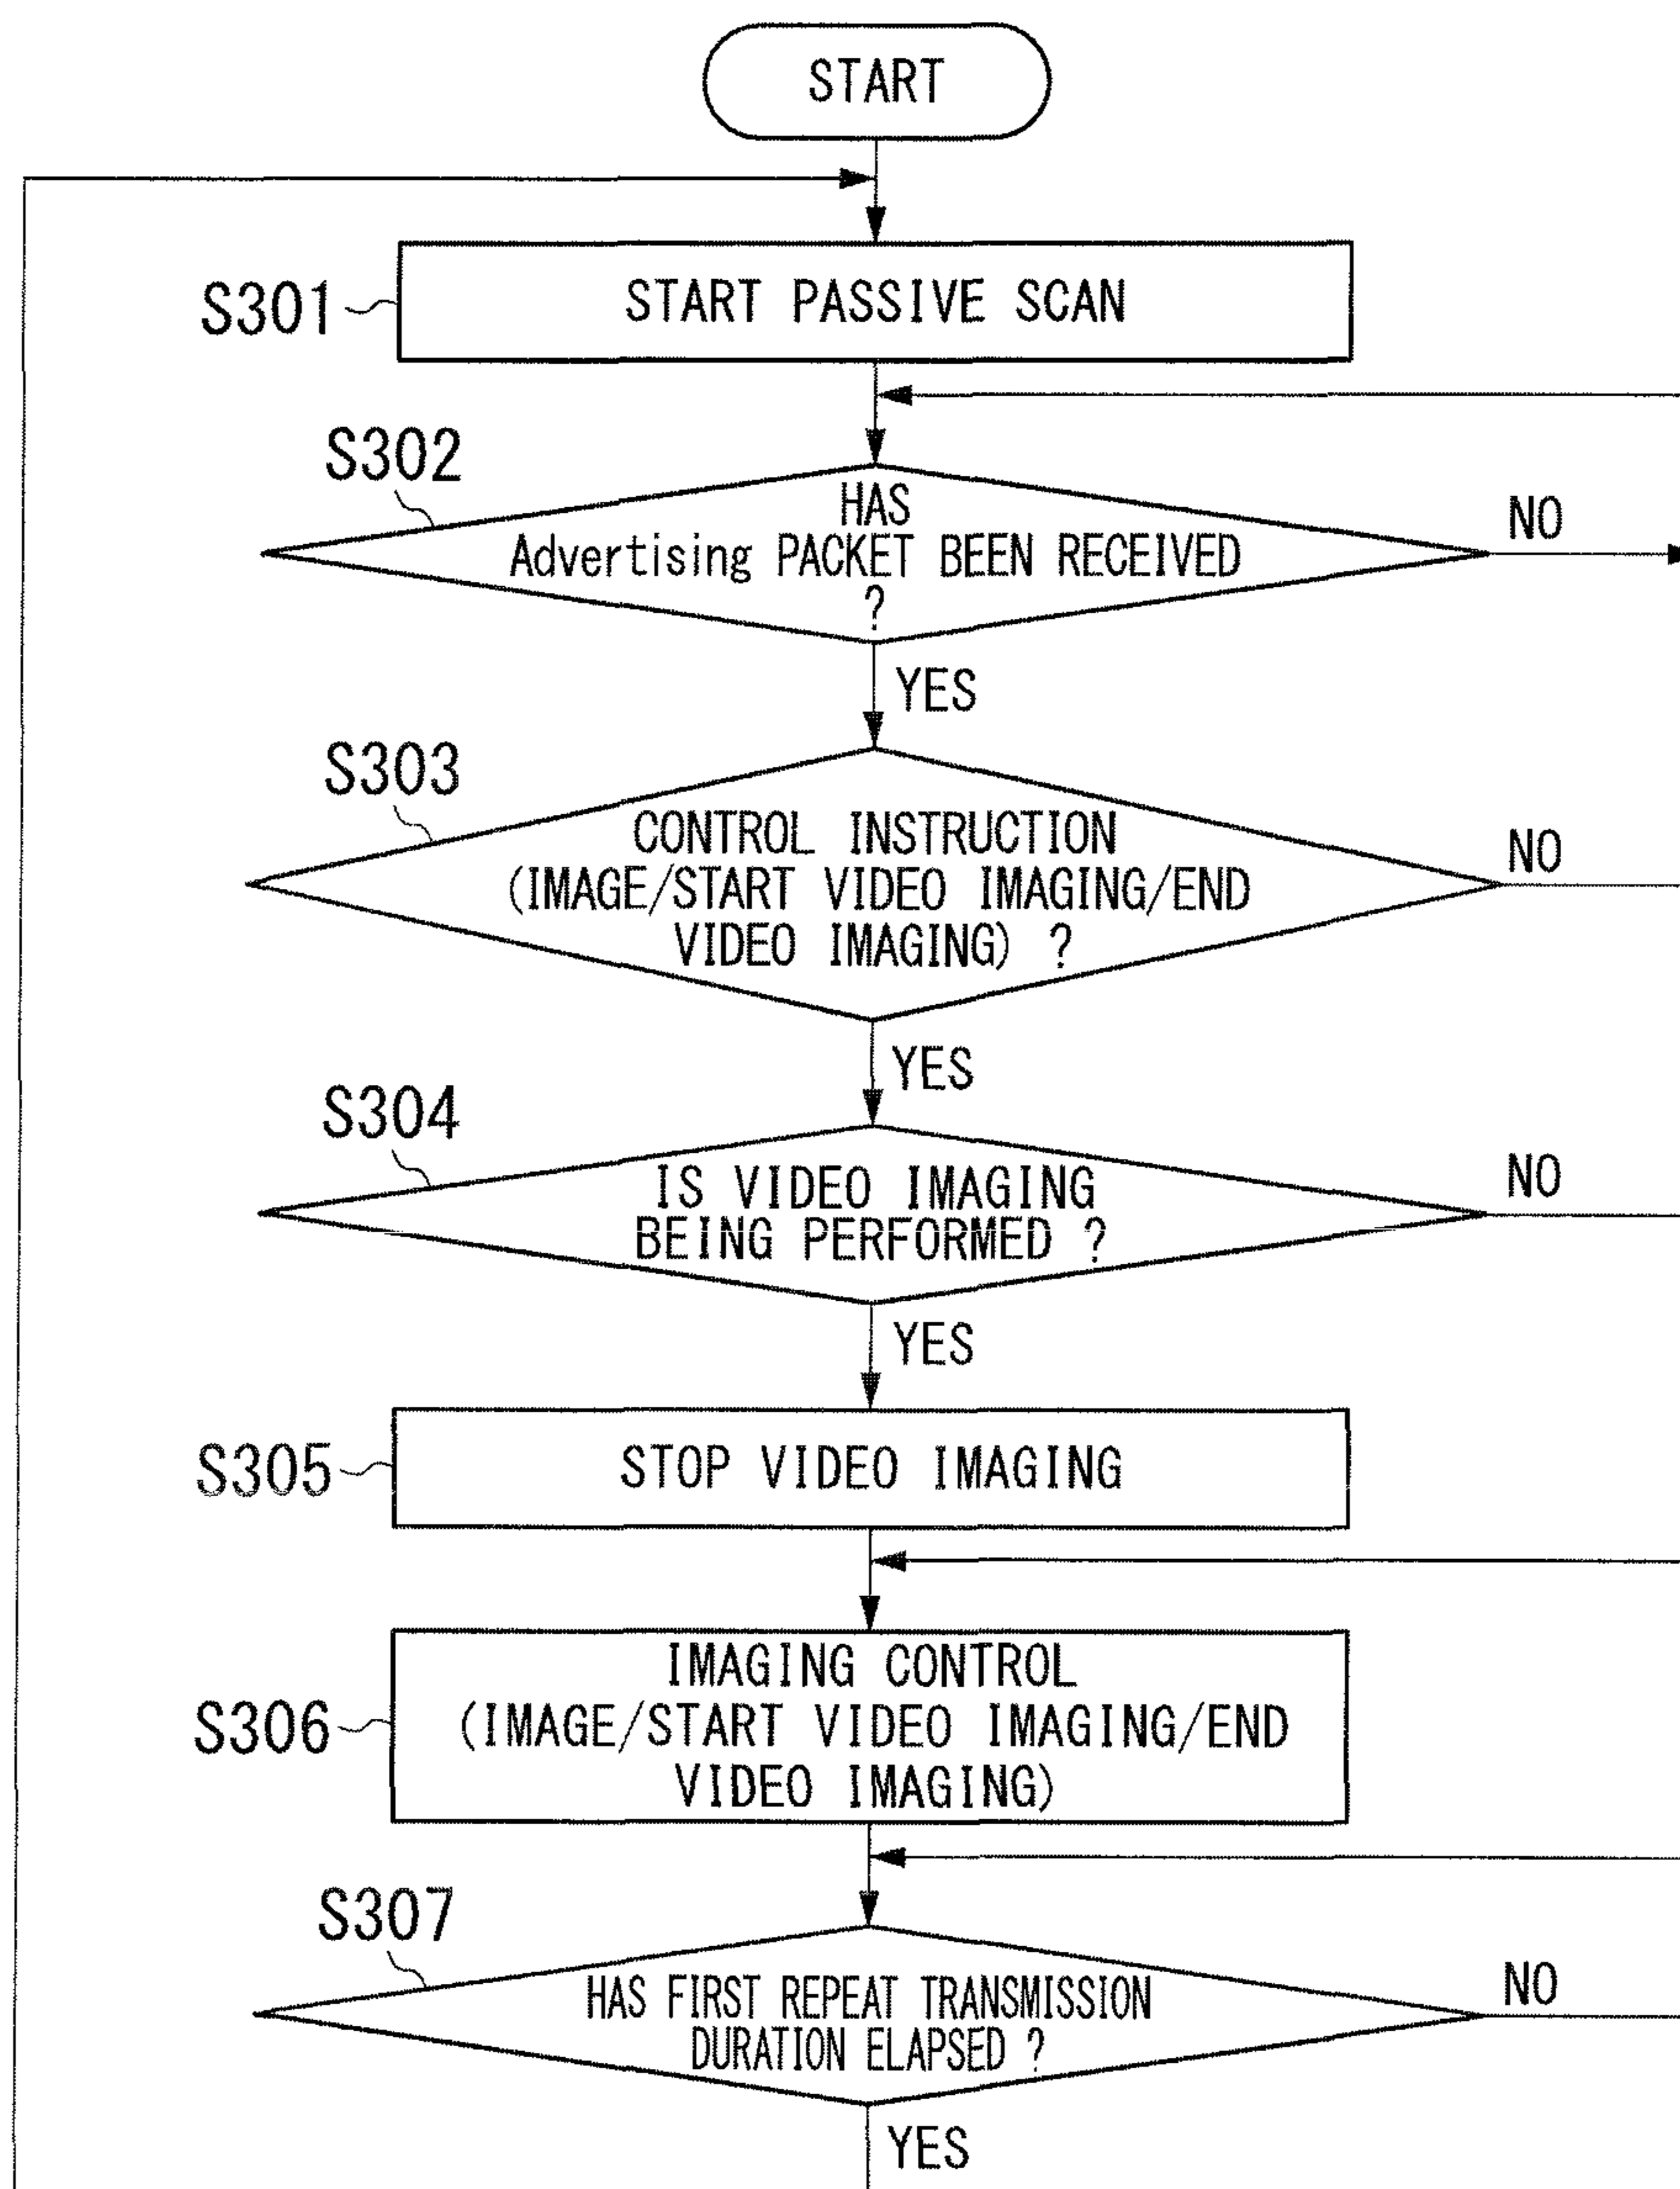 START
S301
START PASSIVE SCAN
S302
HAS
Advertising PACKET BEEN RECEIVED
?
NO
YES
S303
CONTROL INSTRUCTION
(IMAGE/START VIDEO IMAGING/END
VIDEO IMAGING) ?
NO
YES
S304
IS VIDEO IMAGING
BEING PERFORMED ?
NO
YES
S305
STOP VIDEO IMAGING
S306
IMAGING CONTROL
(IMAGE/START VIDEO IMAGING/END
VIDEO IMAGING)
S307
HAS FIRST REPEAT TRANSMISSION
DURATION ELAPSED ?
NO
YES